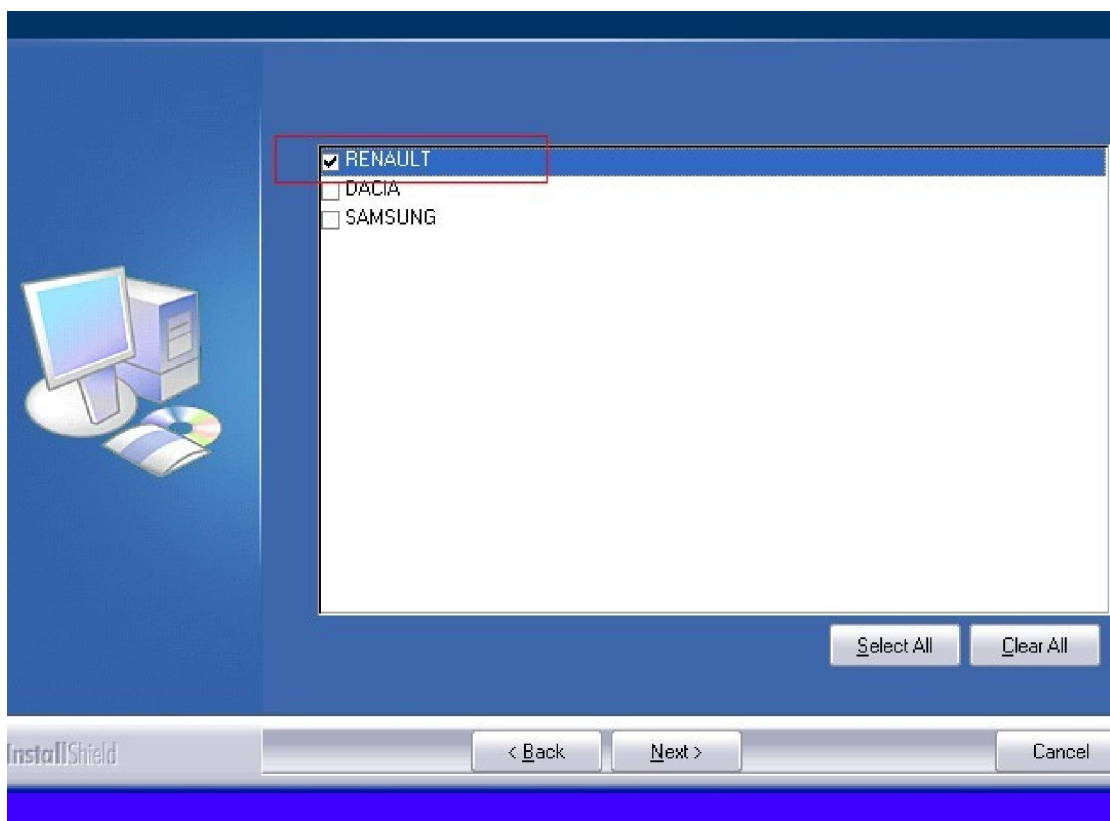 RENAULT
DACIA
SAMSUNG
Select All Clear All
InstallShield < Back Next > Cancel